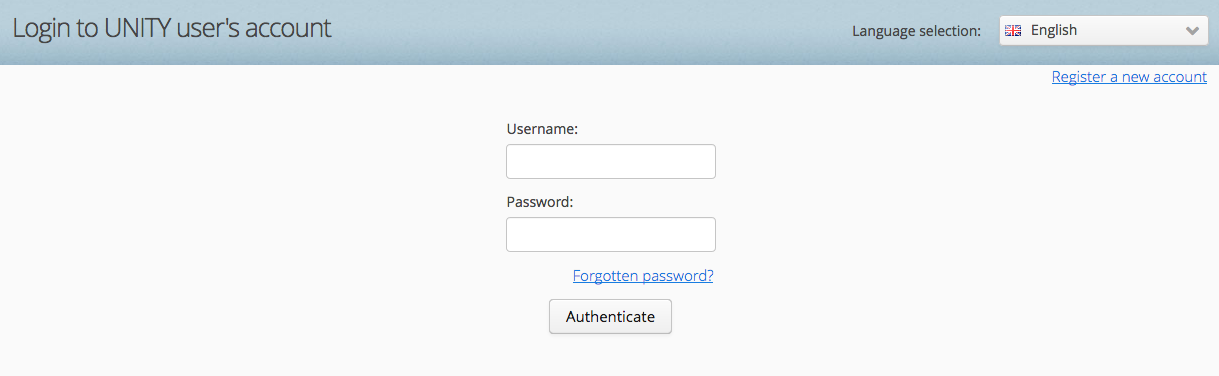 Login to UNITY user's account
Language selection:
English
Register a new account
Username:
Password:
Forgotten password?
Authenticate